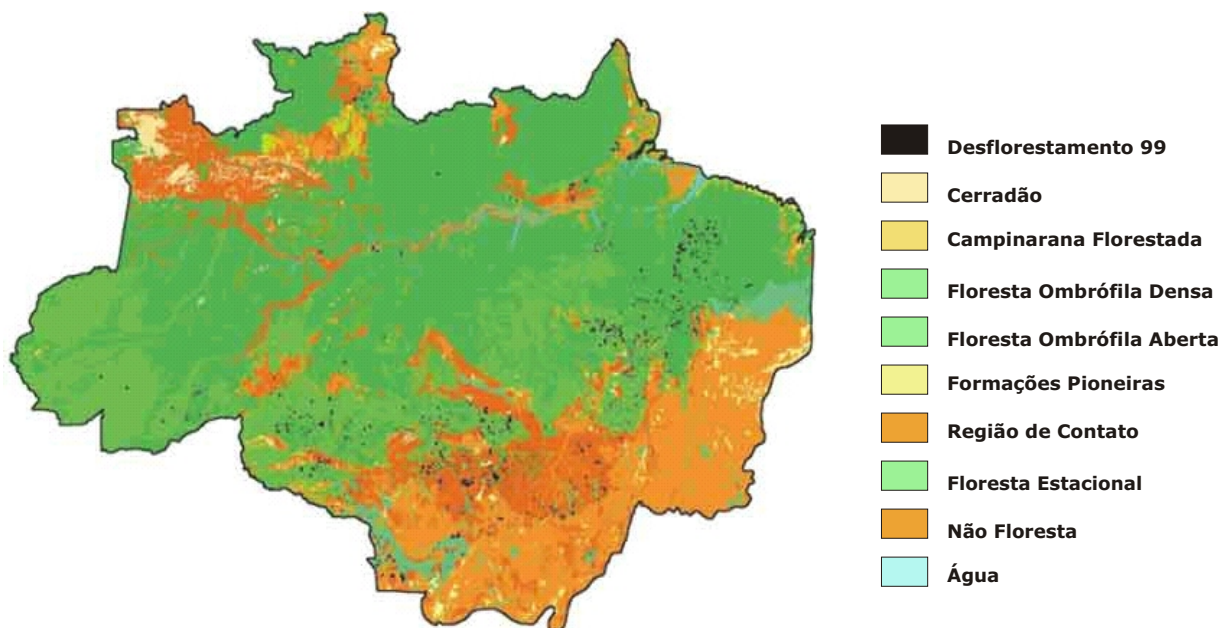 Desflorestamento 99
Cerradão
Campinarana Florestada
Floresta Ombrófila Densa
Floresta Ombrófila Aberta
Formações Pioneiras
Região de Contato
Floresta Estacional
Não Floresta
Água